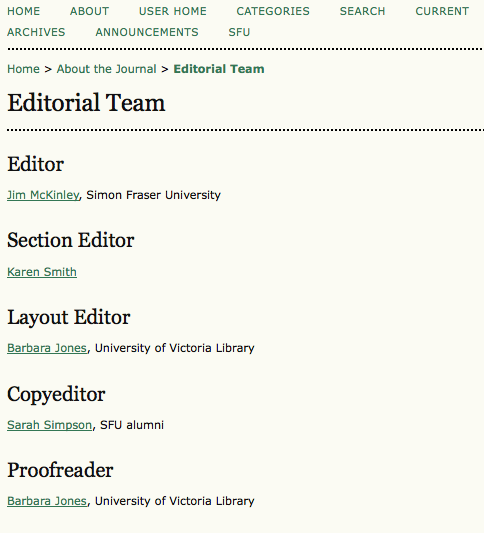 HOME ABOUT USER HOME CATEGORIES SEARCH CURRENT
ARCHIVES ANNOUNCEMENTS SFU
Home > About the Journal > Editorial Team
Editorial Team
Editor
Jim McKinley, Simon Fraser University
Section Editor
Karen Smith
Layout Editor
Barbara Jones, University of Victoria Library
Copyeditor
Sarah Simpson, SFU alumni
Proofreader
Barbara Jones, University of Victoria Library